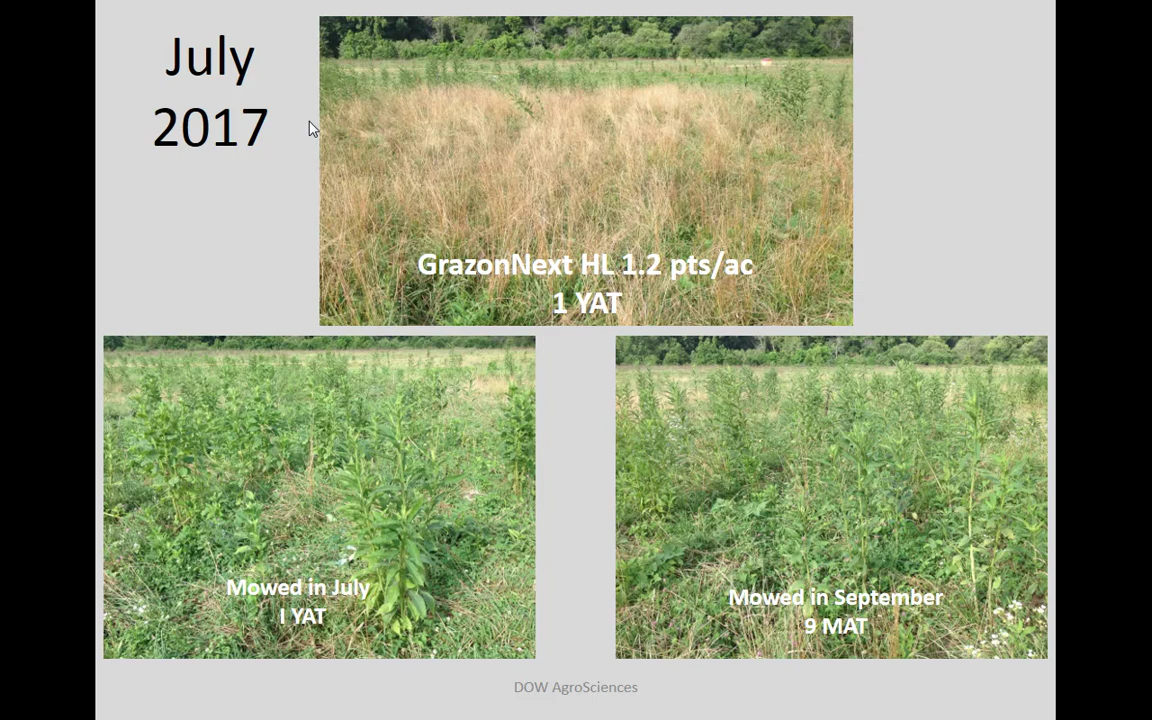 July
2017
GrazonNext HL 1.2 pts/ac
1 YAT
Mowed in July
I YAT
Mowed in September
9 MAT
DOW AgroSciences